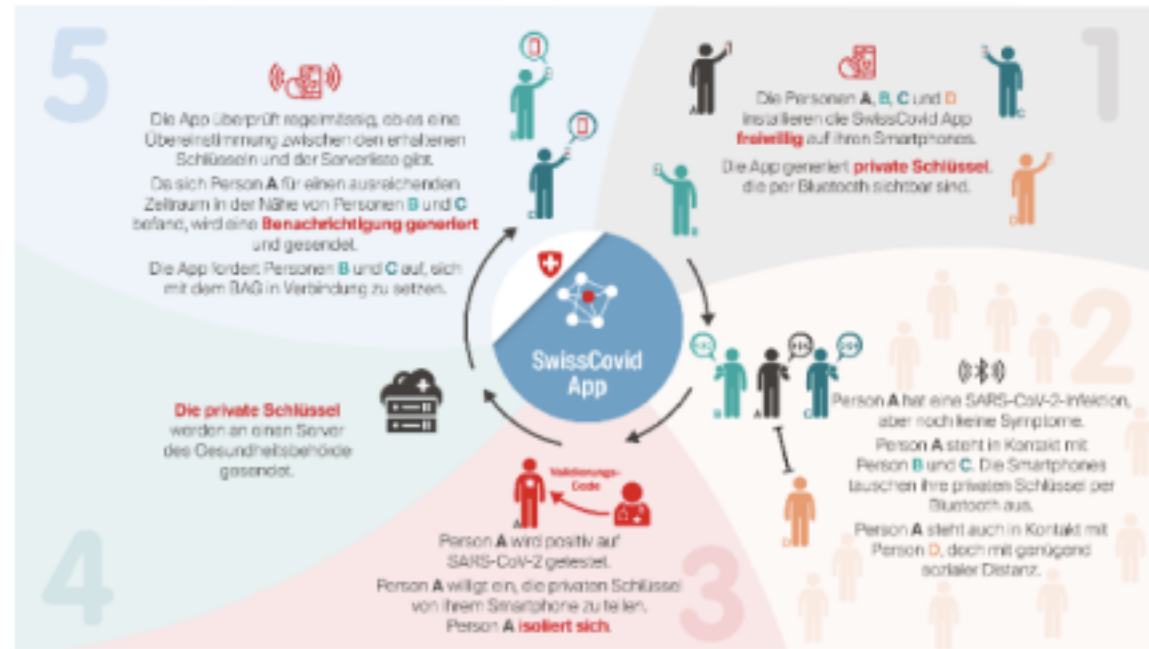 1
Die Personen A, B, C und D
installieren die SwissCovid App
freiwillig auf ihren Smartphones.
Die App generiert private Schlüssel,
die per Bluetooth sichtbar sind.
A
B
C
D
2
Person A hat eine SARS-CoV-2-Infektion,
aber noch keine Symptome.
Person A steht in Kontakt mit
Person B und C. Die Smartphones
tauschen ihre privaten Schlüssel per
Bluetooth aus.
Person A steht auch in Kontakt mit
Person D, doch mit genügend
sozialer Distanz.
B
A
C
D
3
Validierungs-
Code
A
Person A wird positiv auf
SARS-CoV-2 getestet.
Person A willigt ein, die privaten Schlüssel
von ihrem Smartphone zu teilen.
Person A isoliert sich.
4
Die private Schlüssel
werden an einen Server
des Gesundheitsbehörde
gesendet.
5
Die App überprüft regelmässig, ob es eine
Übereinstimmung zwischen den erhaltenen
Schlüsseln und der Serverliste gibt.
Da sich Person A für einen ausreichenden
Zeitraum in der Nähe von Personen B und C
befand, wird eine Benachrichtigung generiert
und gesendet.
Die App fordert Personen B und C auf, sich
mit dem BAG in Verbindung zu setzen.
B
C
SwissCovid
App